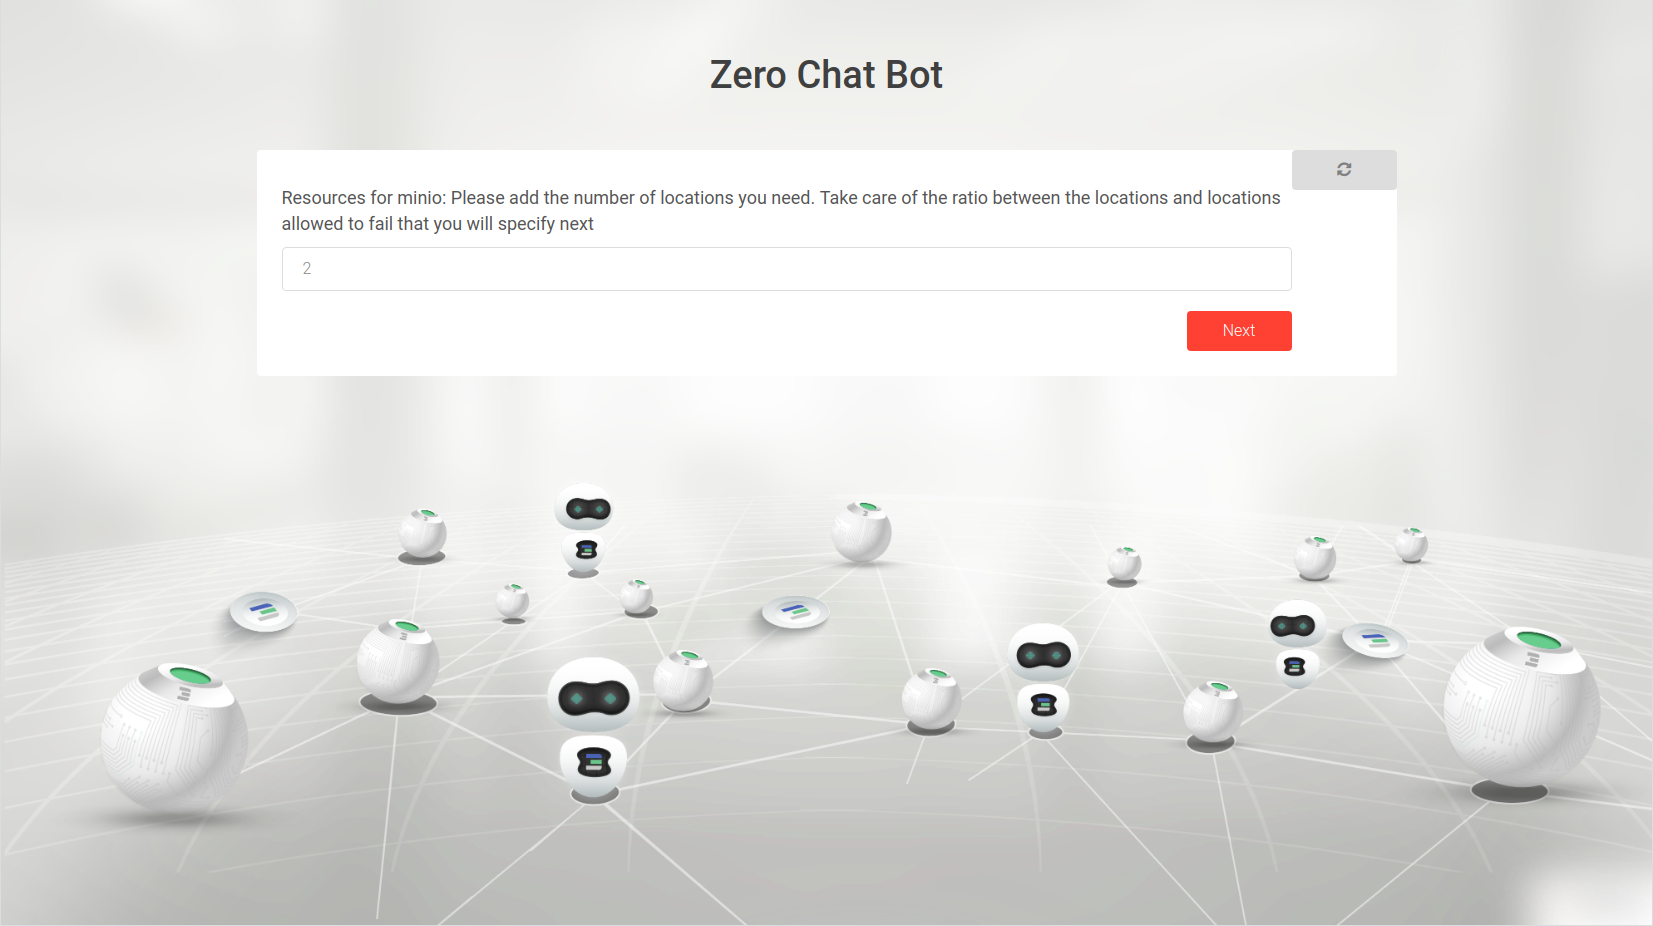 Zero Chat Bot
Resources for minio: Please add the number of locations you need. Take care of the ratio between the locations and locations
allowed to fail that you will specify next
2
Next